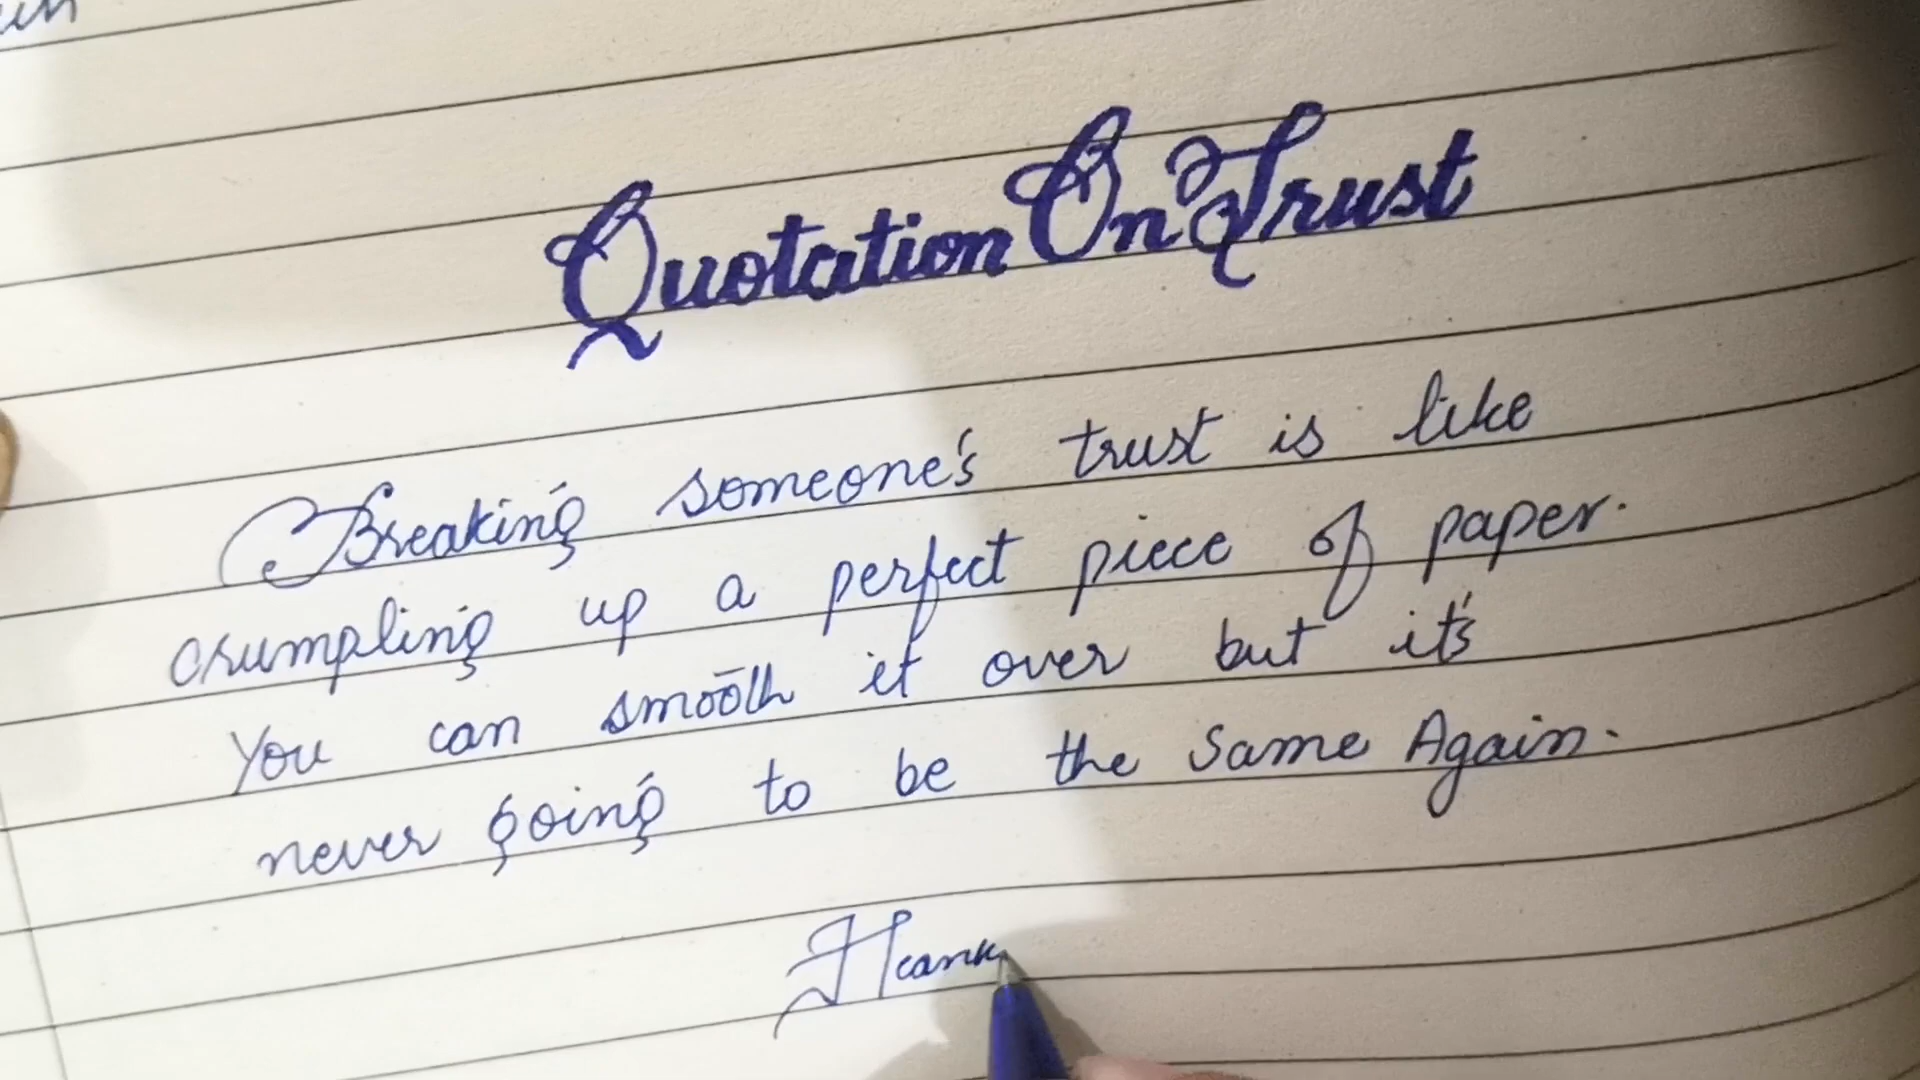 Quotation On Trust
Breaking someone's trust is like
crumpling up a perfect piece of paper.
You can smooth it over but it's
never going to be the same Again.